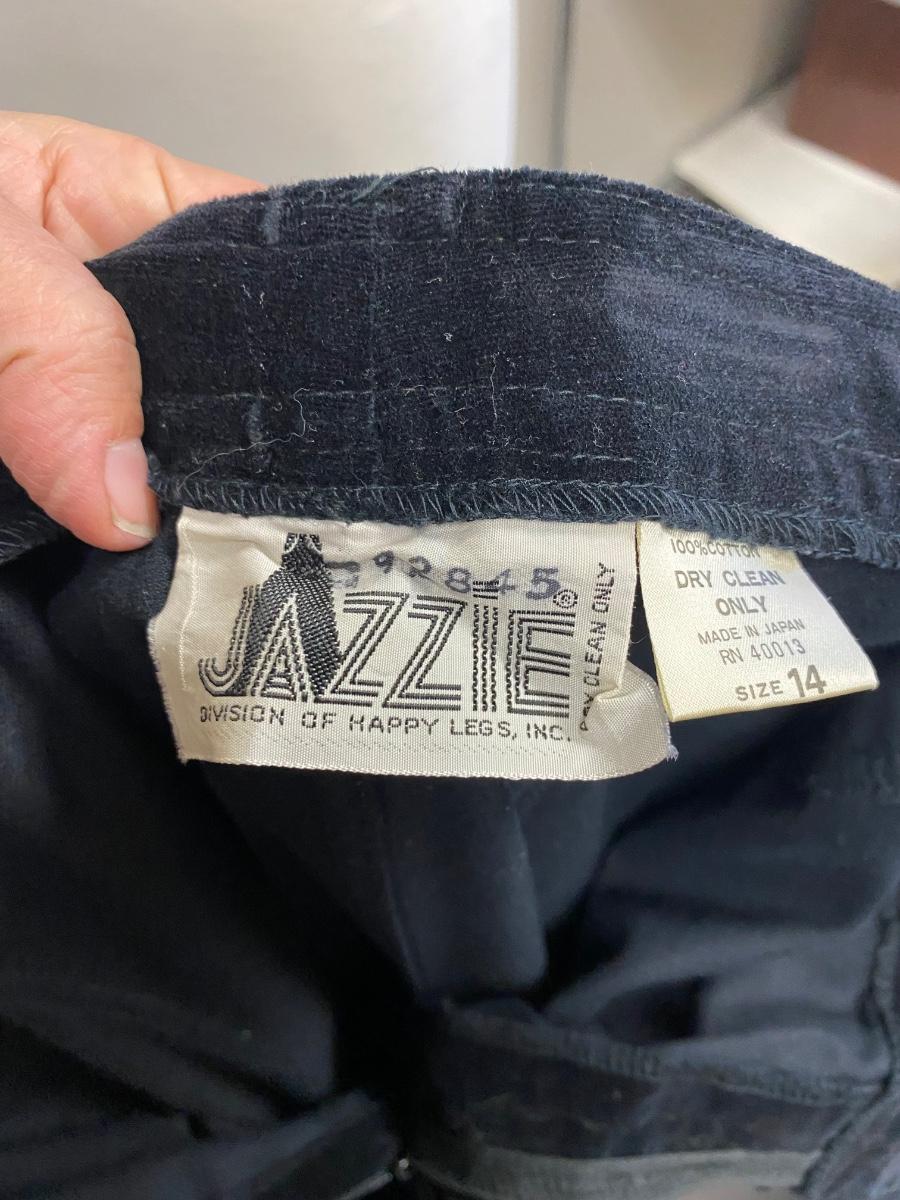 JAZZIE®
DIVISION OF HAPPY LEGS, INC.
DRY CLEAN ONLY
100% COTTON
DRY CLEAN
ONLY
MADE IN JAPAN
RN 40013
SIZE 14